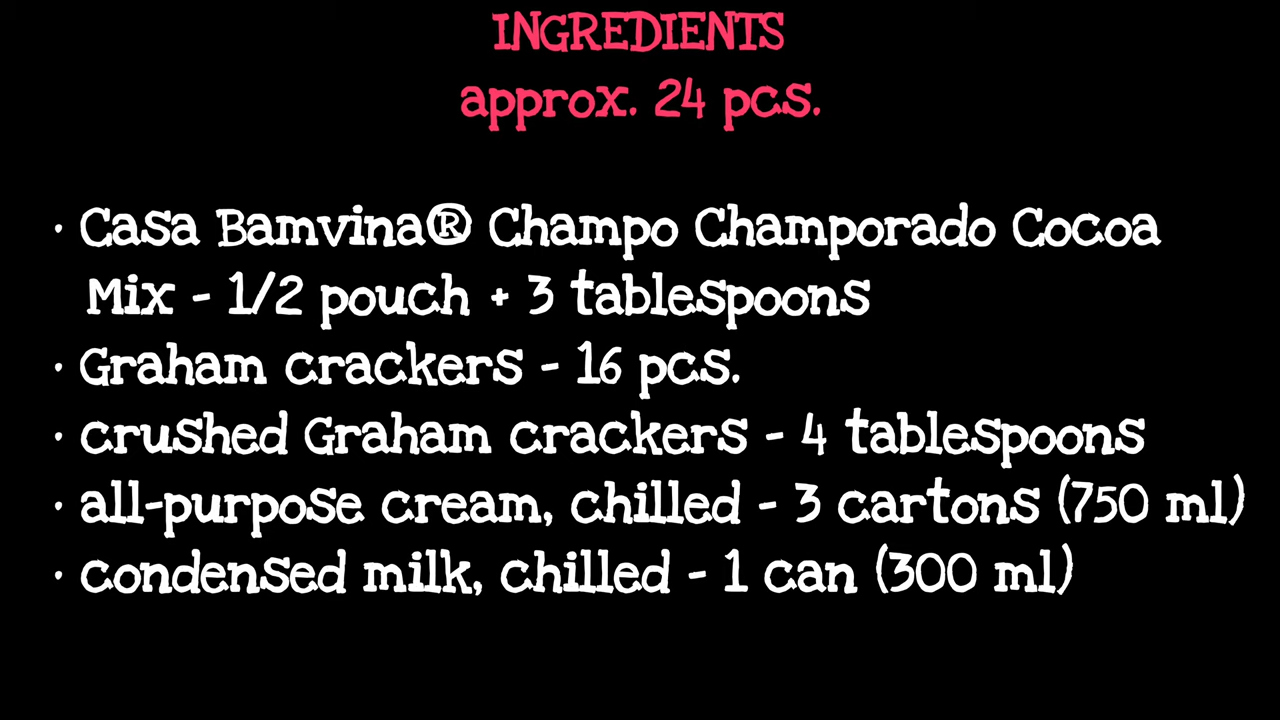 INGREDIENTS
approx. 24 pcs.
· Casa Bamvina® Champo Champorado Cocoa
Mix - 1/2 pouch + 3 tablespoons
· Graham crackers - 16 pcs.
· crushed Graham crackers - 4 tablespoons
· all-purpose cream, chilled - 3 cartons (750 ml)
· condensed milk, chilled - 1 can (300 ml)